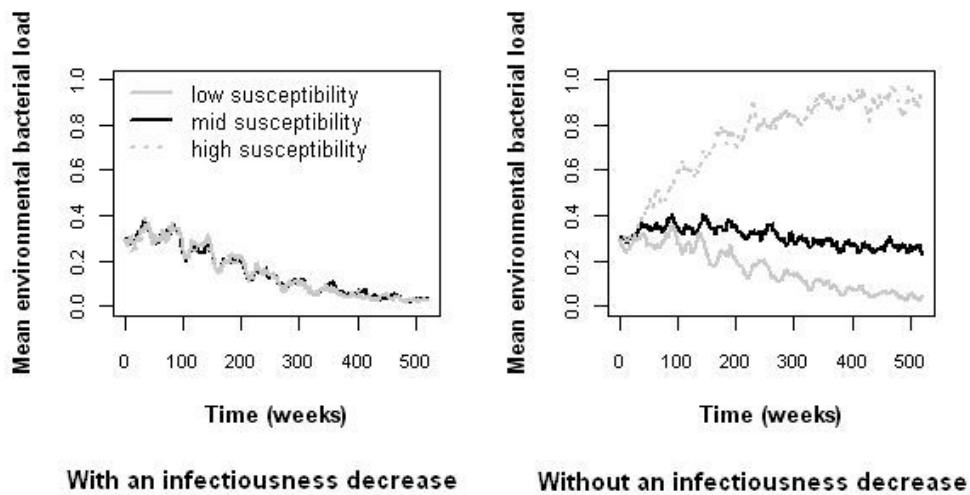 Mean environmental bacterial load
1.0
0.8
0.6
0.4
0.2
0.0
low susceptibility
mid susceptibility
high susceptibility
0 100 200 300 400 500
Time (weeks)
With an infectiousness decrease
Mean environmental bacterial load
1.0
0.8
0.6
0.4
0.2
0.0
0 100 200 300 400 500
Time (weeks)
Without an infectiousness decrease